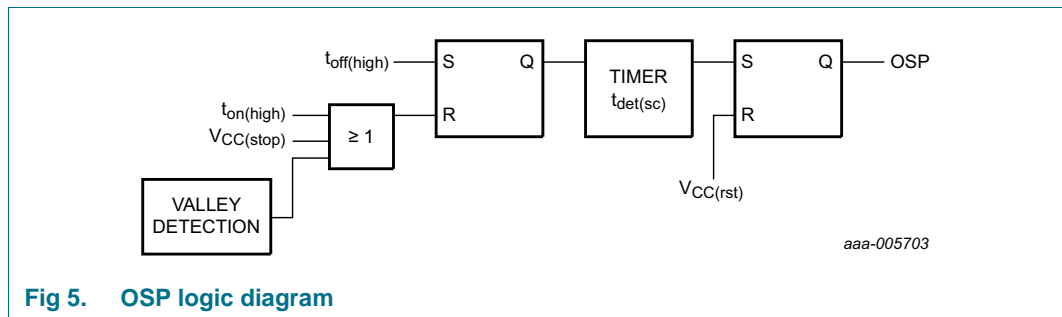 toff(high)
S
Q
TIMER
tdet(sc)
S
Q
OSP
ton(high)
VCC(stop)
≥ 1
R
R
VCC(rst)
VALLEY
DETECTION
aaa-005703
Fig 5. OSP logic diagram